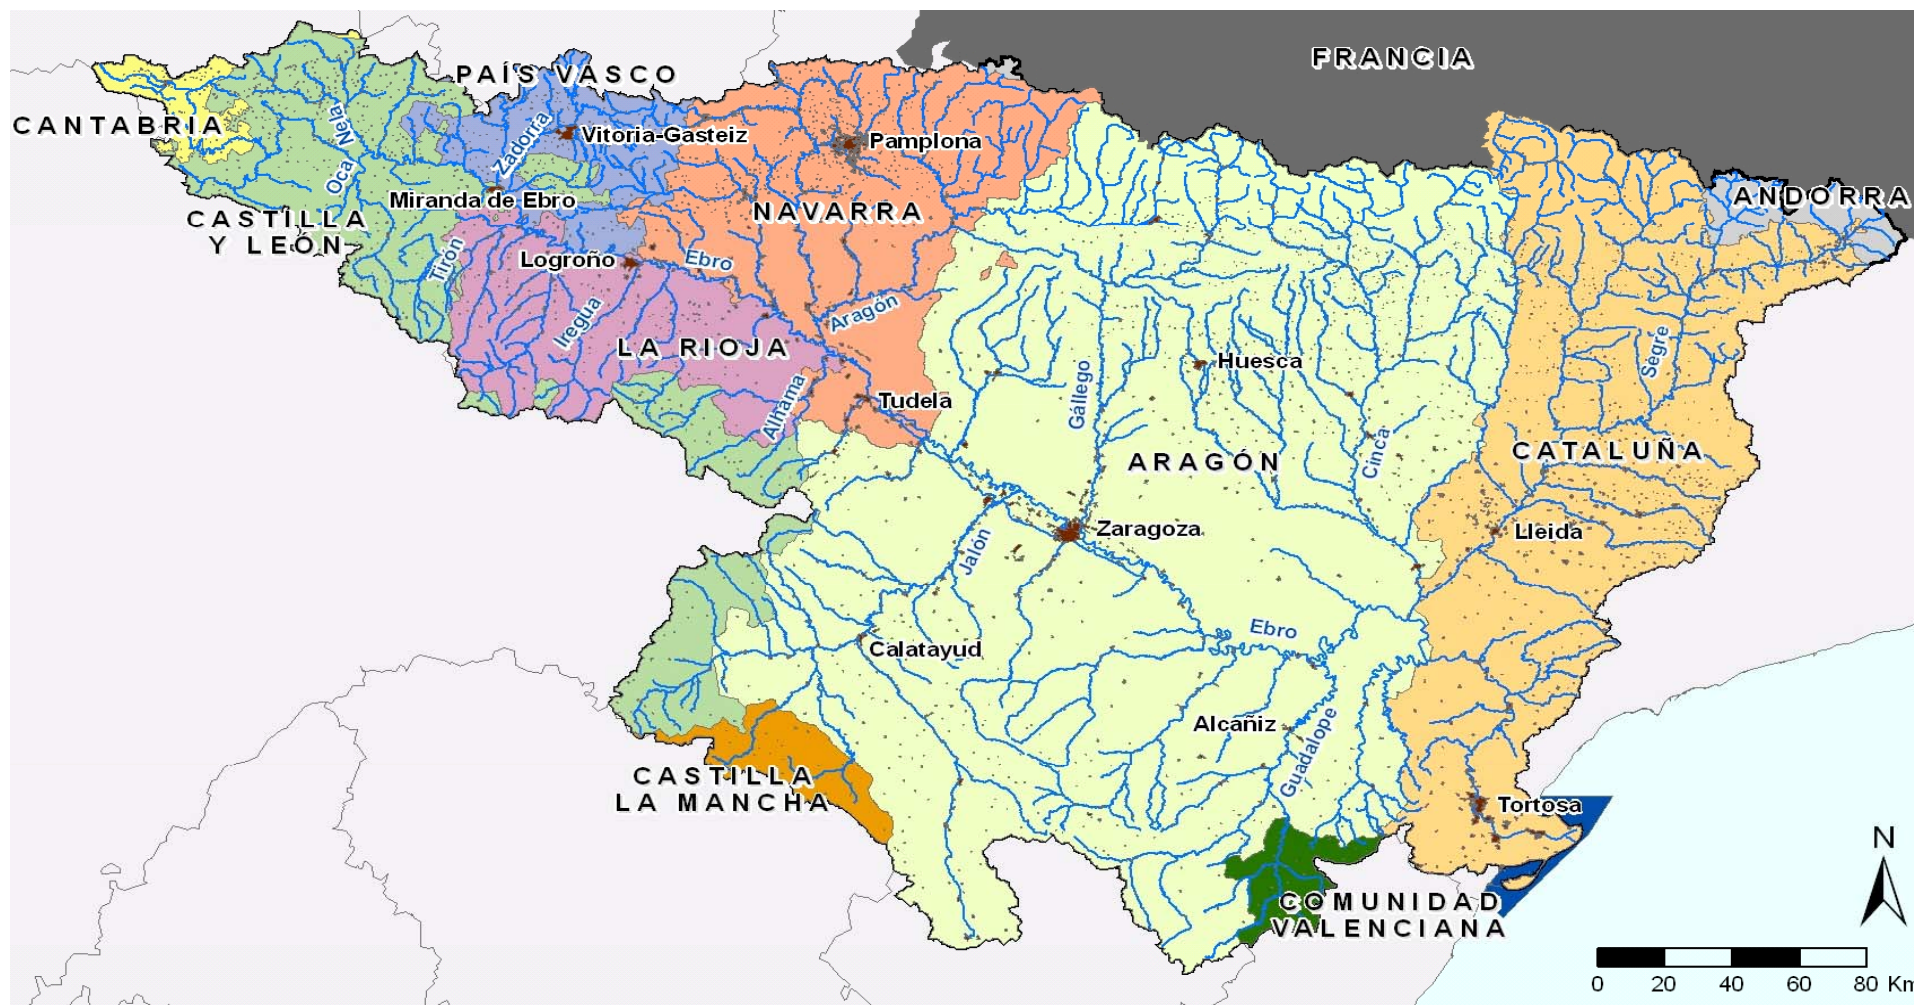 FRANCIA
PAÍS VASCO
CANTABRIA
Nela
Zadorra
Vitoria-Gasteiz
Pamplona
Oca
Miranda de Ebro
ANDORRA
CASTILLA
Y LEÓN
NAVARRA
Tirón
Logroño
Ebro
Iregua
Aragón
LA RIOJA
Segre
Huesca
Gállego
Alhama
Tudela
Cinca
ARAGÓN
CATALUÑA
Zaragoza
Lleida
Jalón
Ebro
Calatayud
Alcañiz
Guadalope
CASTILLA
LA MANCHA
Tortosa
N
COMUNIDAD
VALENCIANA
0 20 40 60 80 Km